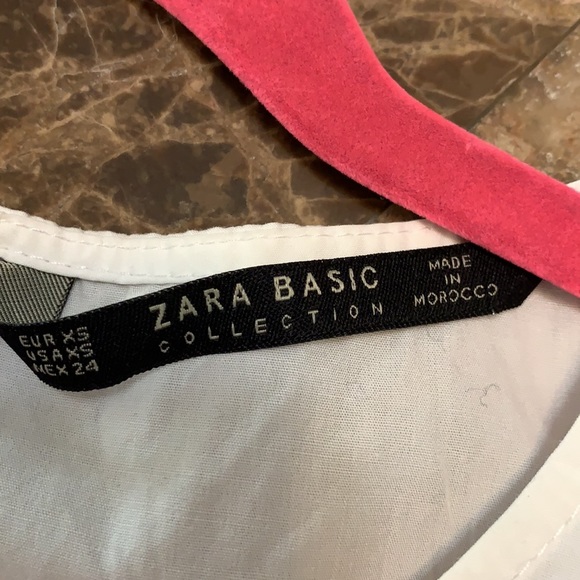 EUR XS
USA XS
MEX 24
ZARA BASIC
COLLECTION
MADE
IN
MOROCCO